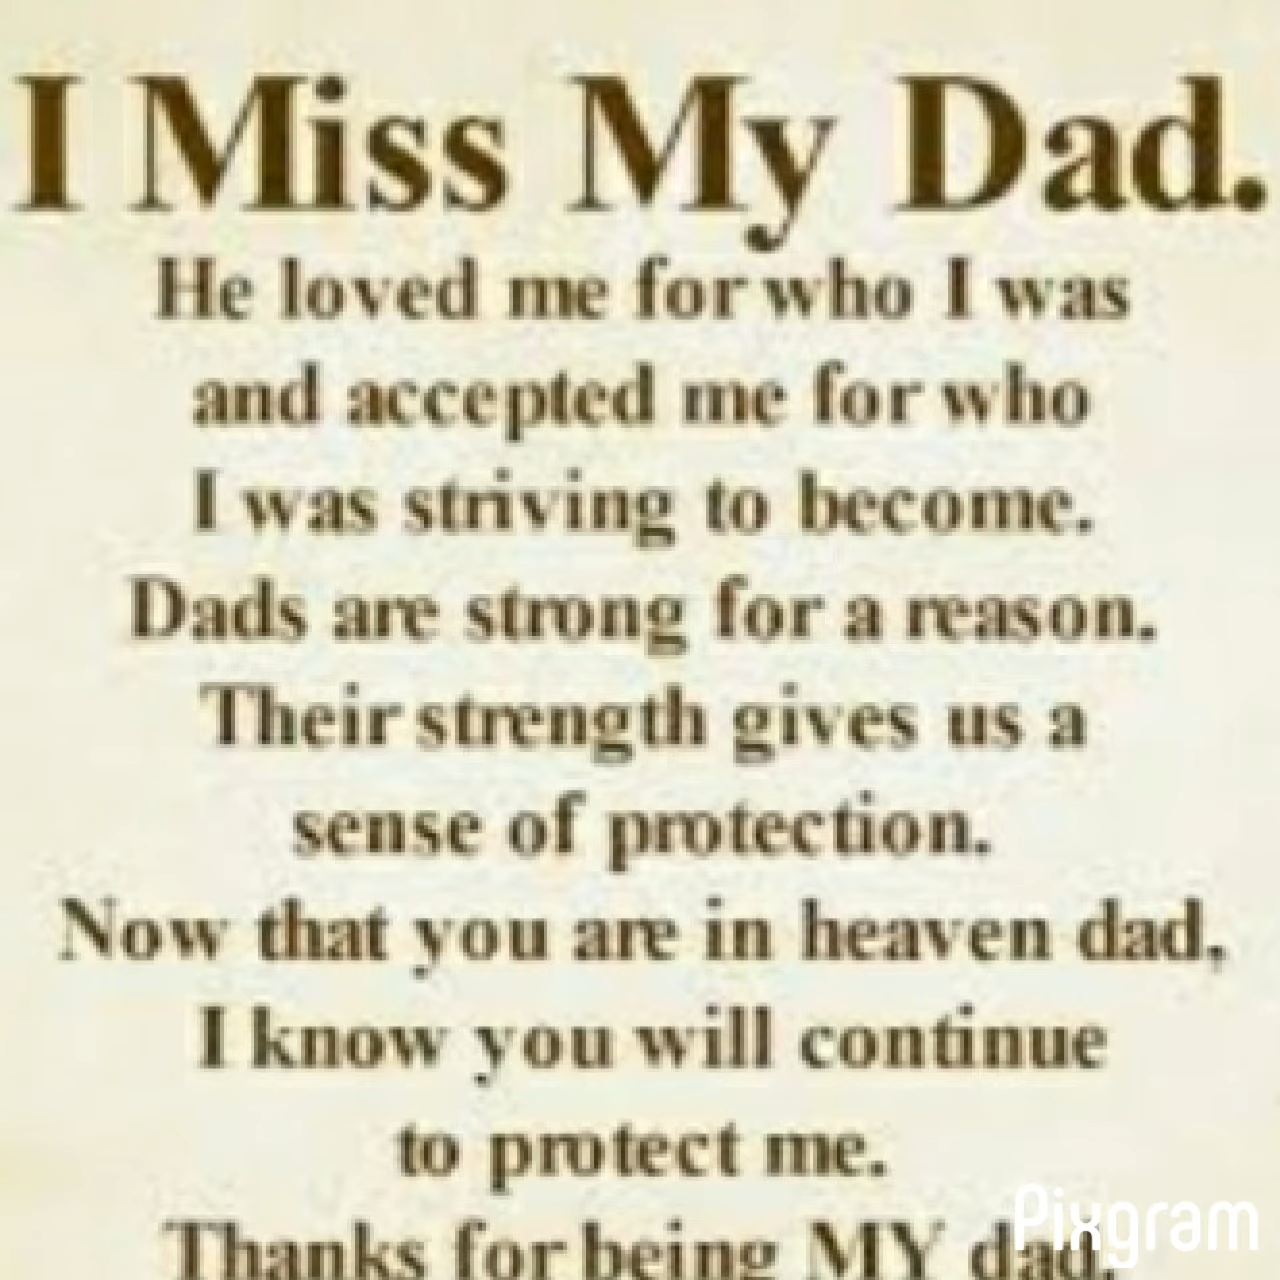 I Miss My Dad.
He loved me for who I was
and accepted me for who
I was striving to become.
Dads are strong for a reason.
Their strength gives us a
sense of protection.
Now that you are in heaven dad,
I know you will continue
to protect me.
Thanks for being MY dad.
Pixgram